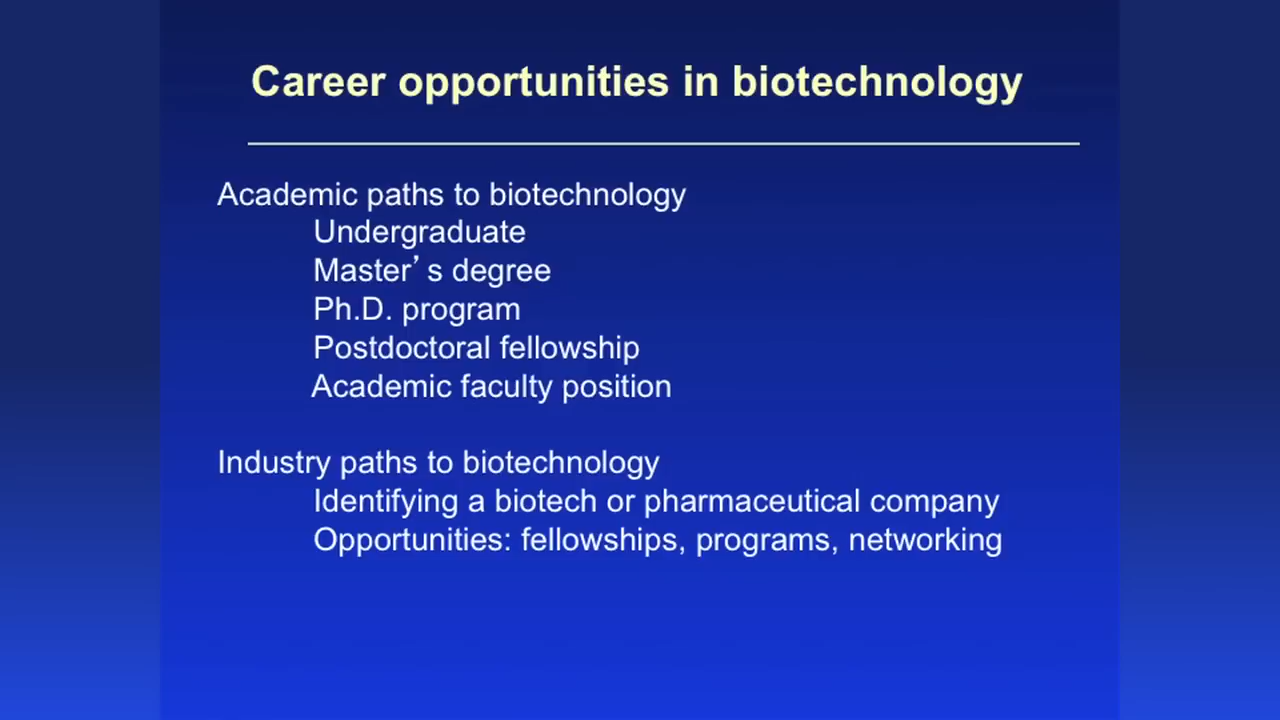 Career opportunities in biotechnology
Academic paths to biotechnology
Undergraduate
Master’s degree
Ph.D. program
Postdoctoral fellowship
Academic faculty position
Industry paths to biotechnology
Identifying a biotech or pharmaceutical company
Opportunities: fellowships, programs, networking